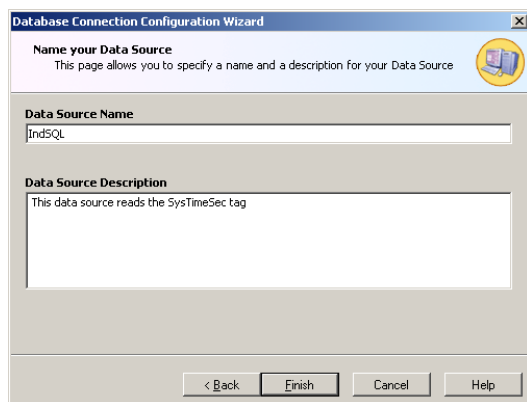 Database Connection Configuration Wizard
Name your Data Source
This page allows you to specify a name and a description for your Data Source
Data Source Name
IndSQL
Data Source Description
This data source reads the SysTimeSec tag
< Back Finish Cancel Help